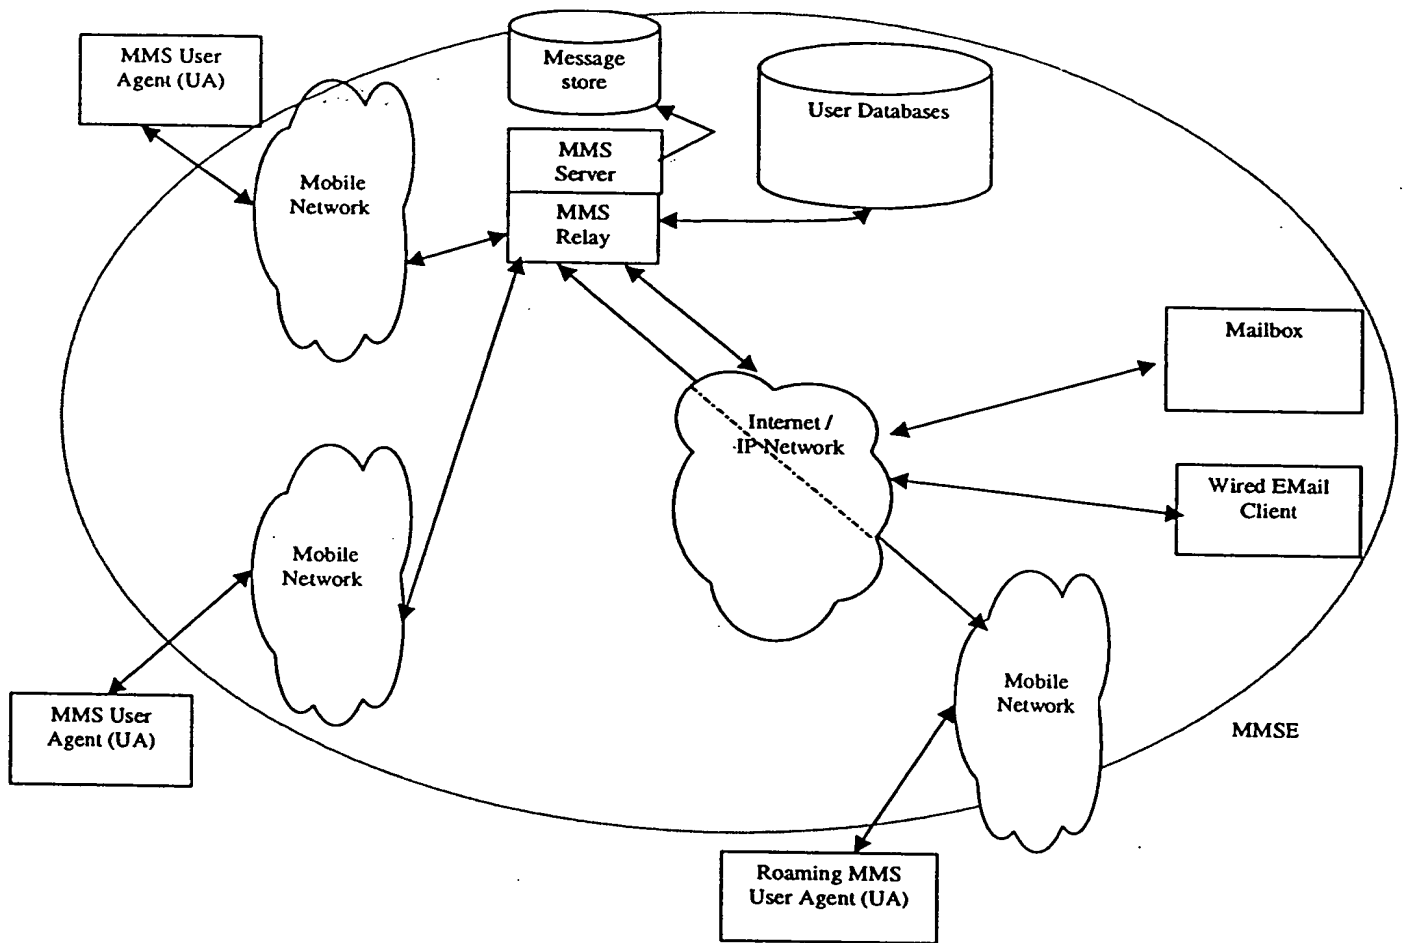 MMS User
Agent (UA)
Message
store
User Databases
MMS
Server
Mobile
Network
MMS
Relay
Mailbox
Internet /
IP Network
Wired EMail
Client
Mobile
Network
Mobile
Network
MMS User
Agent (UA)
MMSE
Roaming MMS
User Agent (UA)